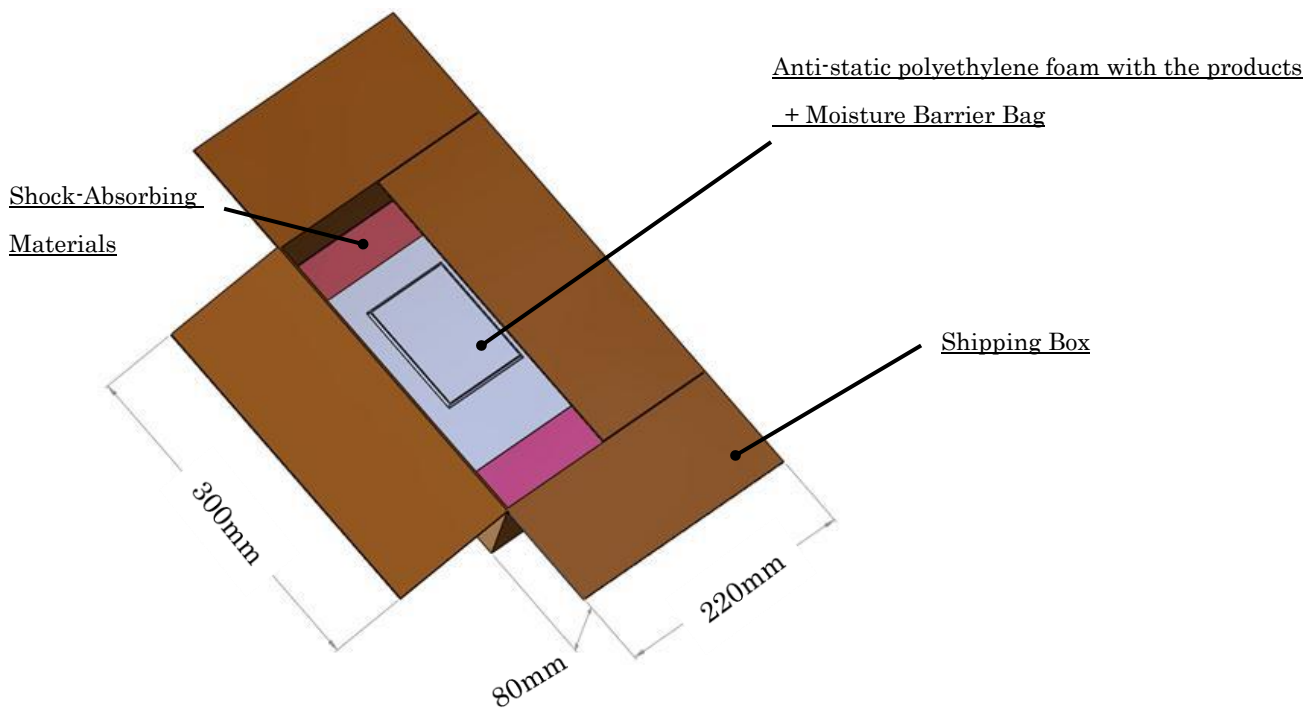 Anti-static polyethylene foam with the products
+ Moisture Barrier Bag
Shock-Absorbing
Materials
Shipping Box
300mm
220mm
80mm